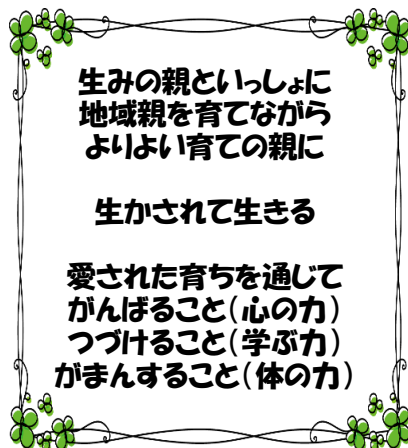 生みの親といっしょに
地域親を育てながら
よりよい育ての親に
生かされて生きる
愛された育ちを通じて
がんばること(心の力)
つづけること(学ぶ力)
がまんすること(体の力)